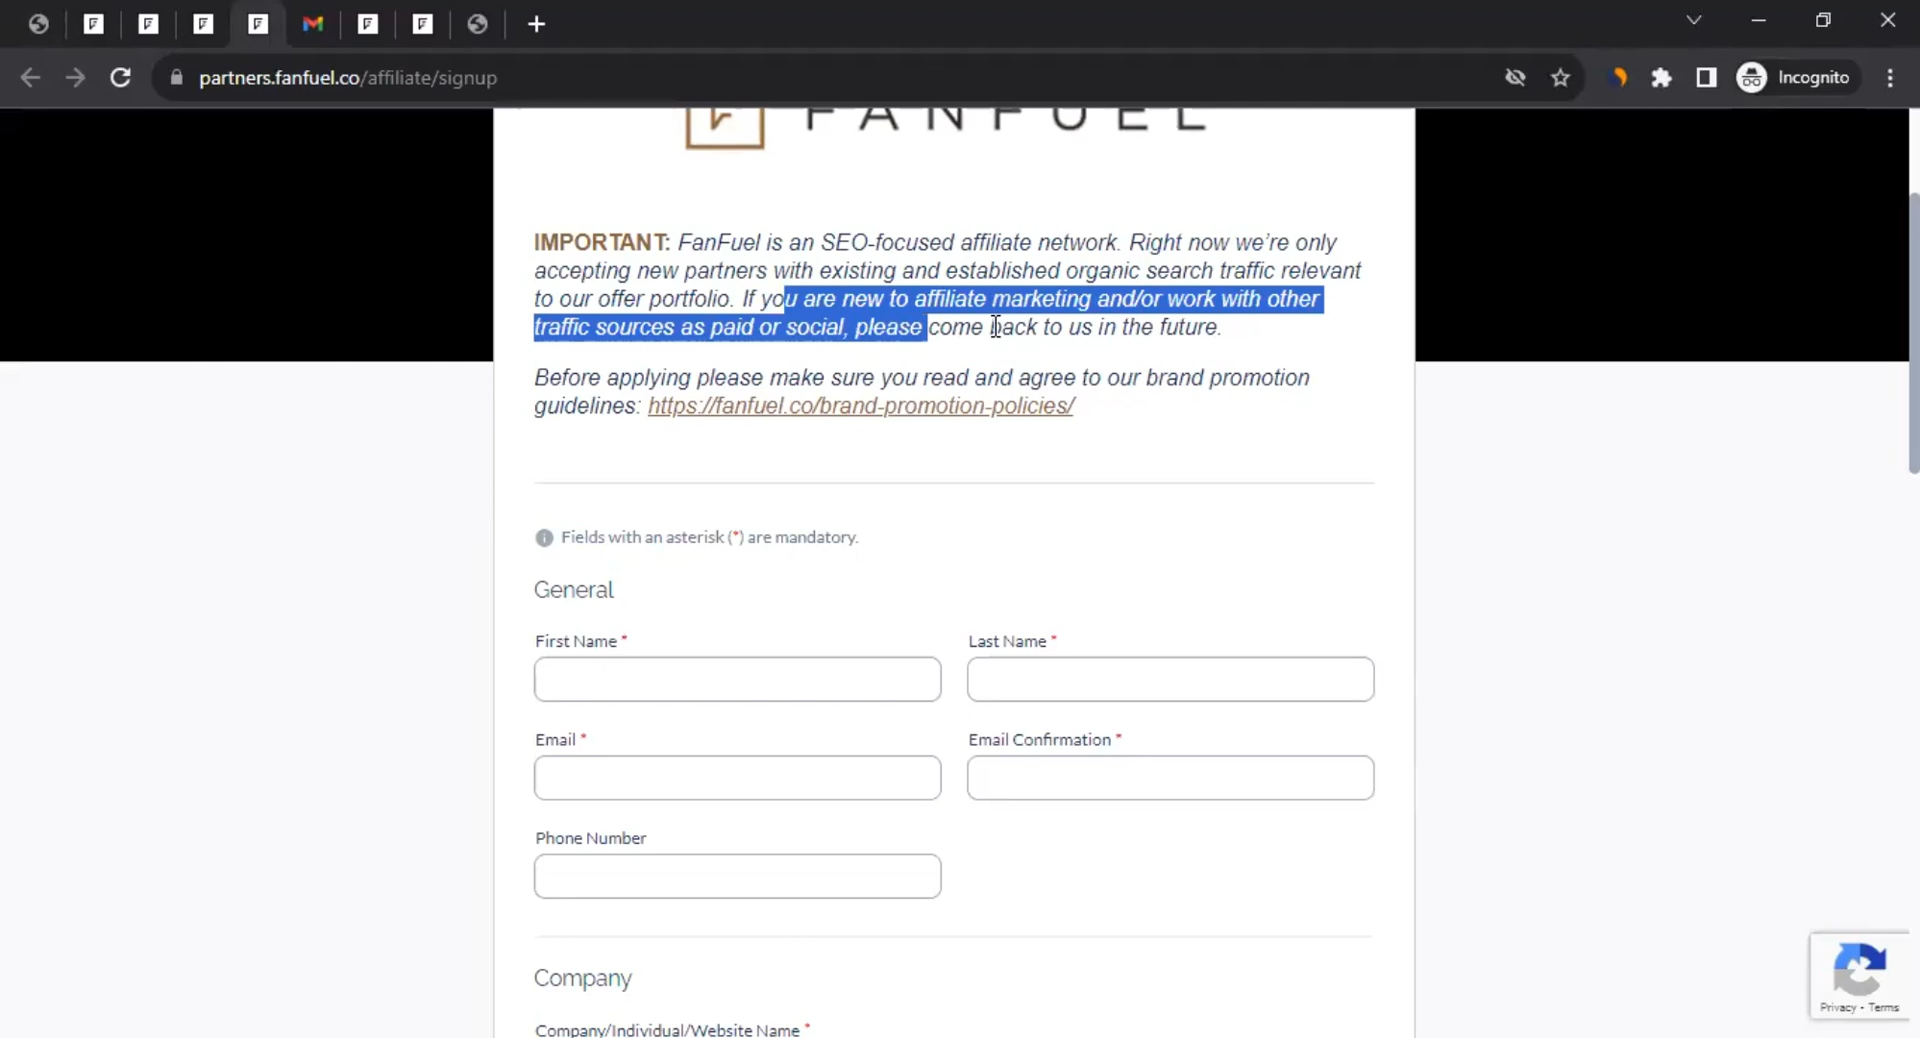 partners.fanfuel.co/affiliate/signup
Incognito
FANFUEL
IMPORTANT: FanFuel is an SEO-focused affiliate network. Right now we’re only
accepting new partners with existing and established organic search traffic relevant
to our offer portfolio. If you are new to affiliate marketing and/or work with other
traffic sources as paid or social, please come back to us in the future.
Before applying please make sure you read and agree to our brand promotion
guidelines: https://fanfuel.co/brand-promotion-policies/
Fields with an asterisk (*) are mandatory.
General
First Name *
Last Name *
Email *
Email Confirmation *
Phone Number
Company
Company/Individual/Website Name *
Privacy - Terms